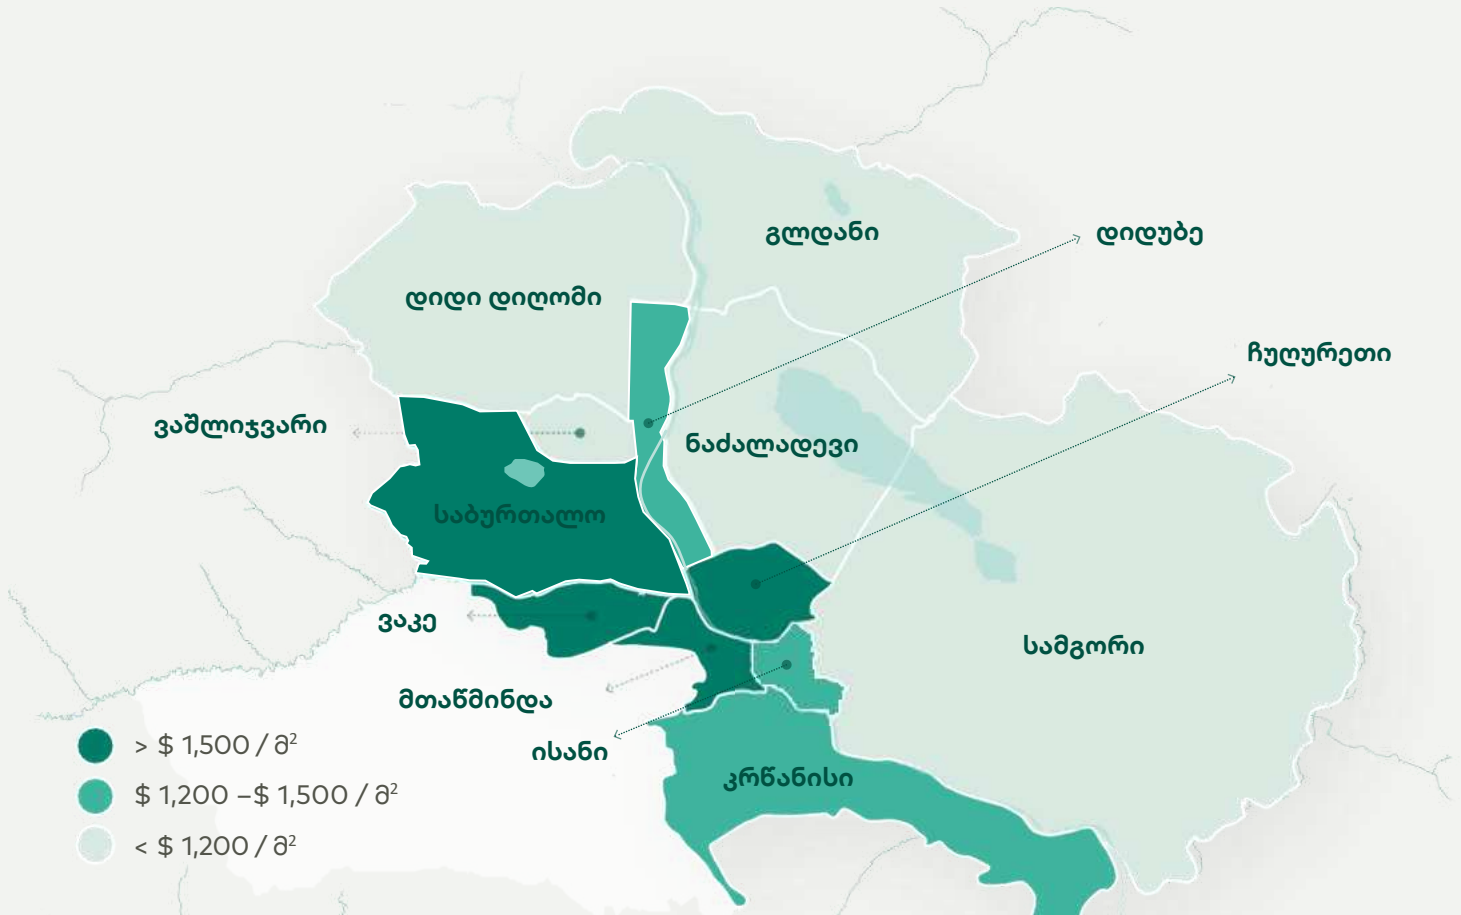 გლდანი
დიდუბე
დიდი დიღომი
ჩუღურეთი
ვაშლიჯვარი
ნაძალადევი
საბურთალო
ვაკე
სამგორი
მთაწმინდა
ისანი
კრწანისი
> $ 1,500 / მ²
$ 1,200 –$ 1,500 / მ²
< $ 1,200 / მ²